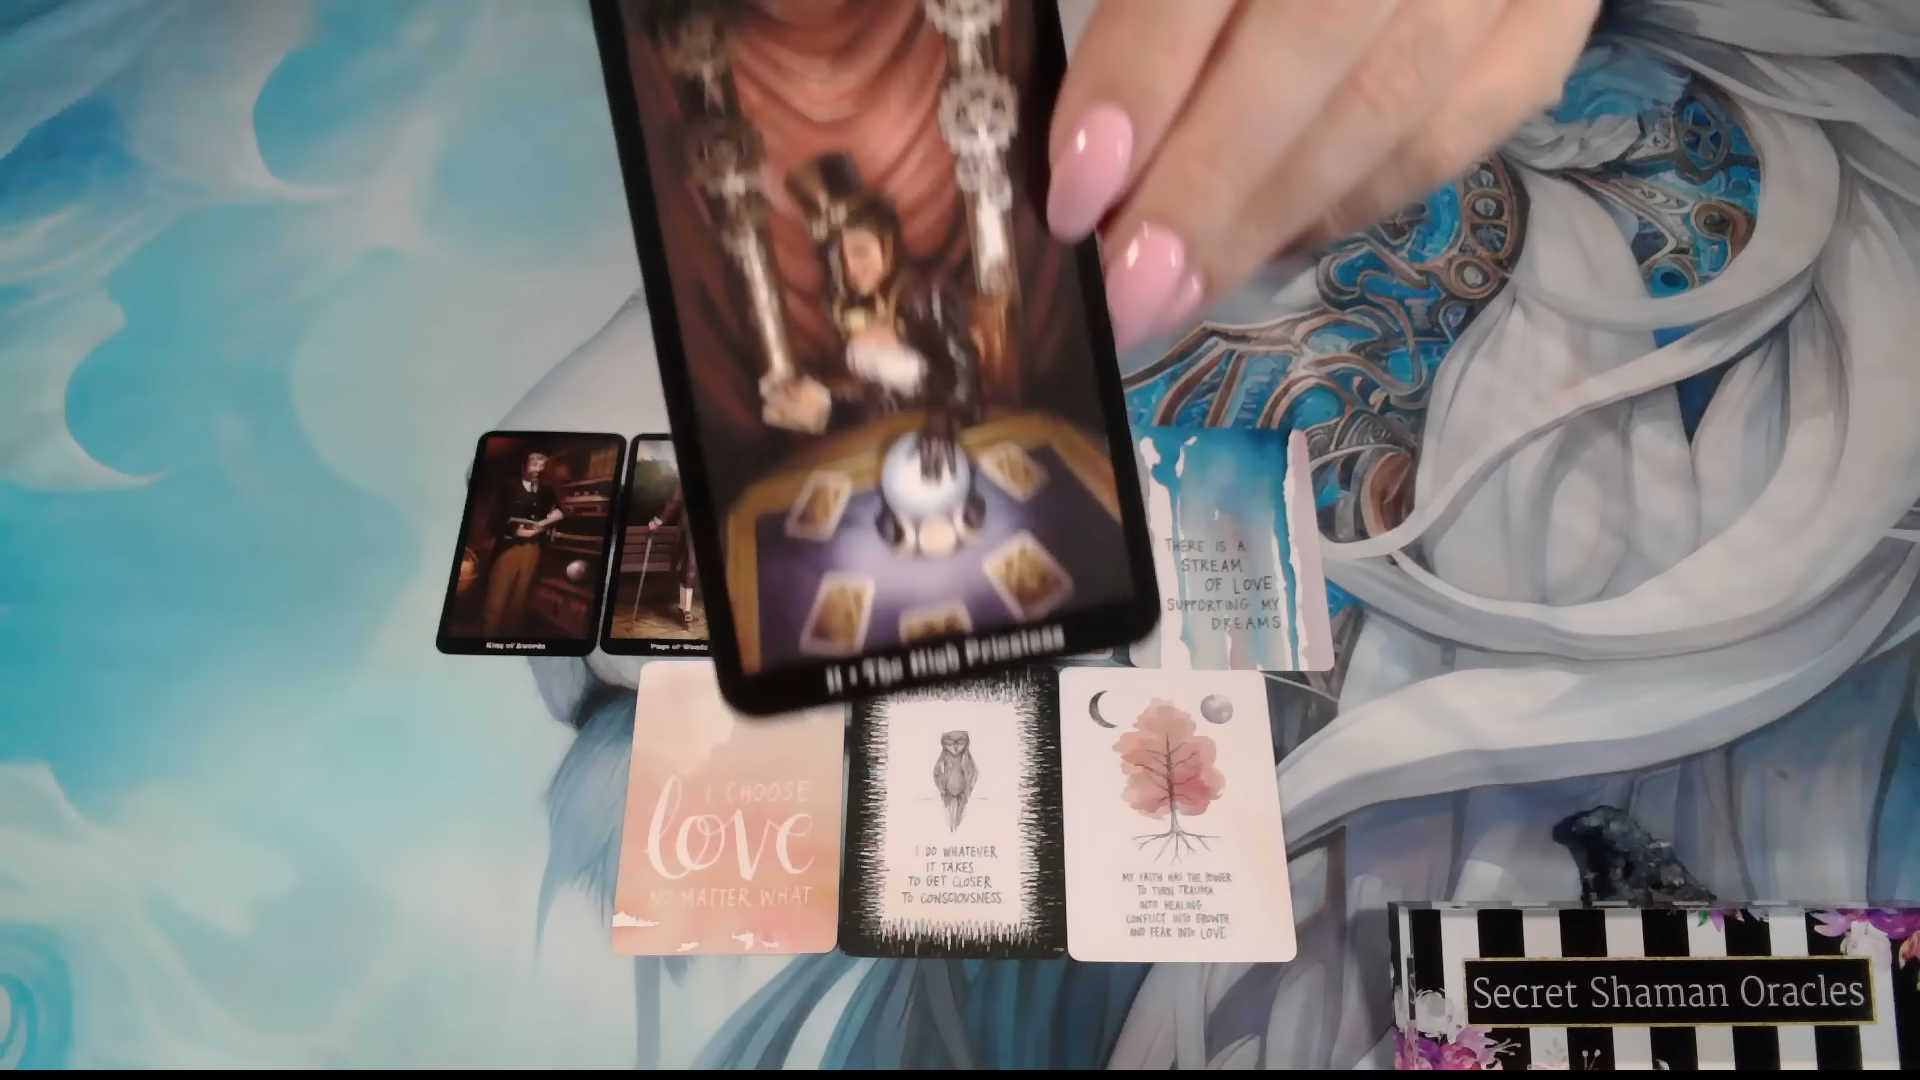 II • The High Priestess
King of Swords
Page of Wands
THERE IS A
STREAM
OF LOVE
SUPPORTING MY
DREAMS
I CHOOSE
love
NO MATTER WHAT
I DO WHATEVER
IT TAKES
TO GET CLOSER
TO CONSCIOUSNESS
MY FAITH HAS THE POWER
TO TURN TRAUMA
INTO HEALING
CONFLICT INTO GROWTH
AND FEAR INTO LOVE
Secret Shaman Oracles